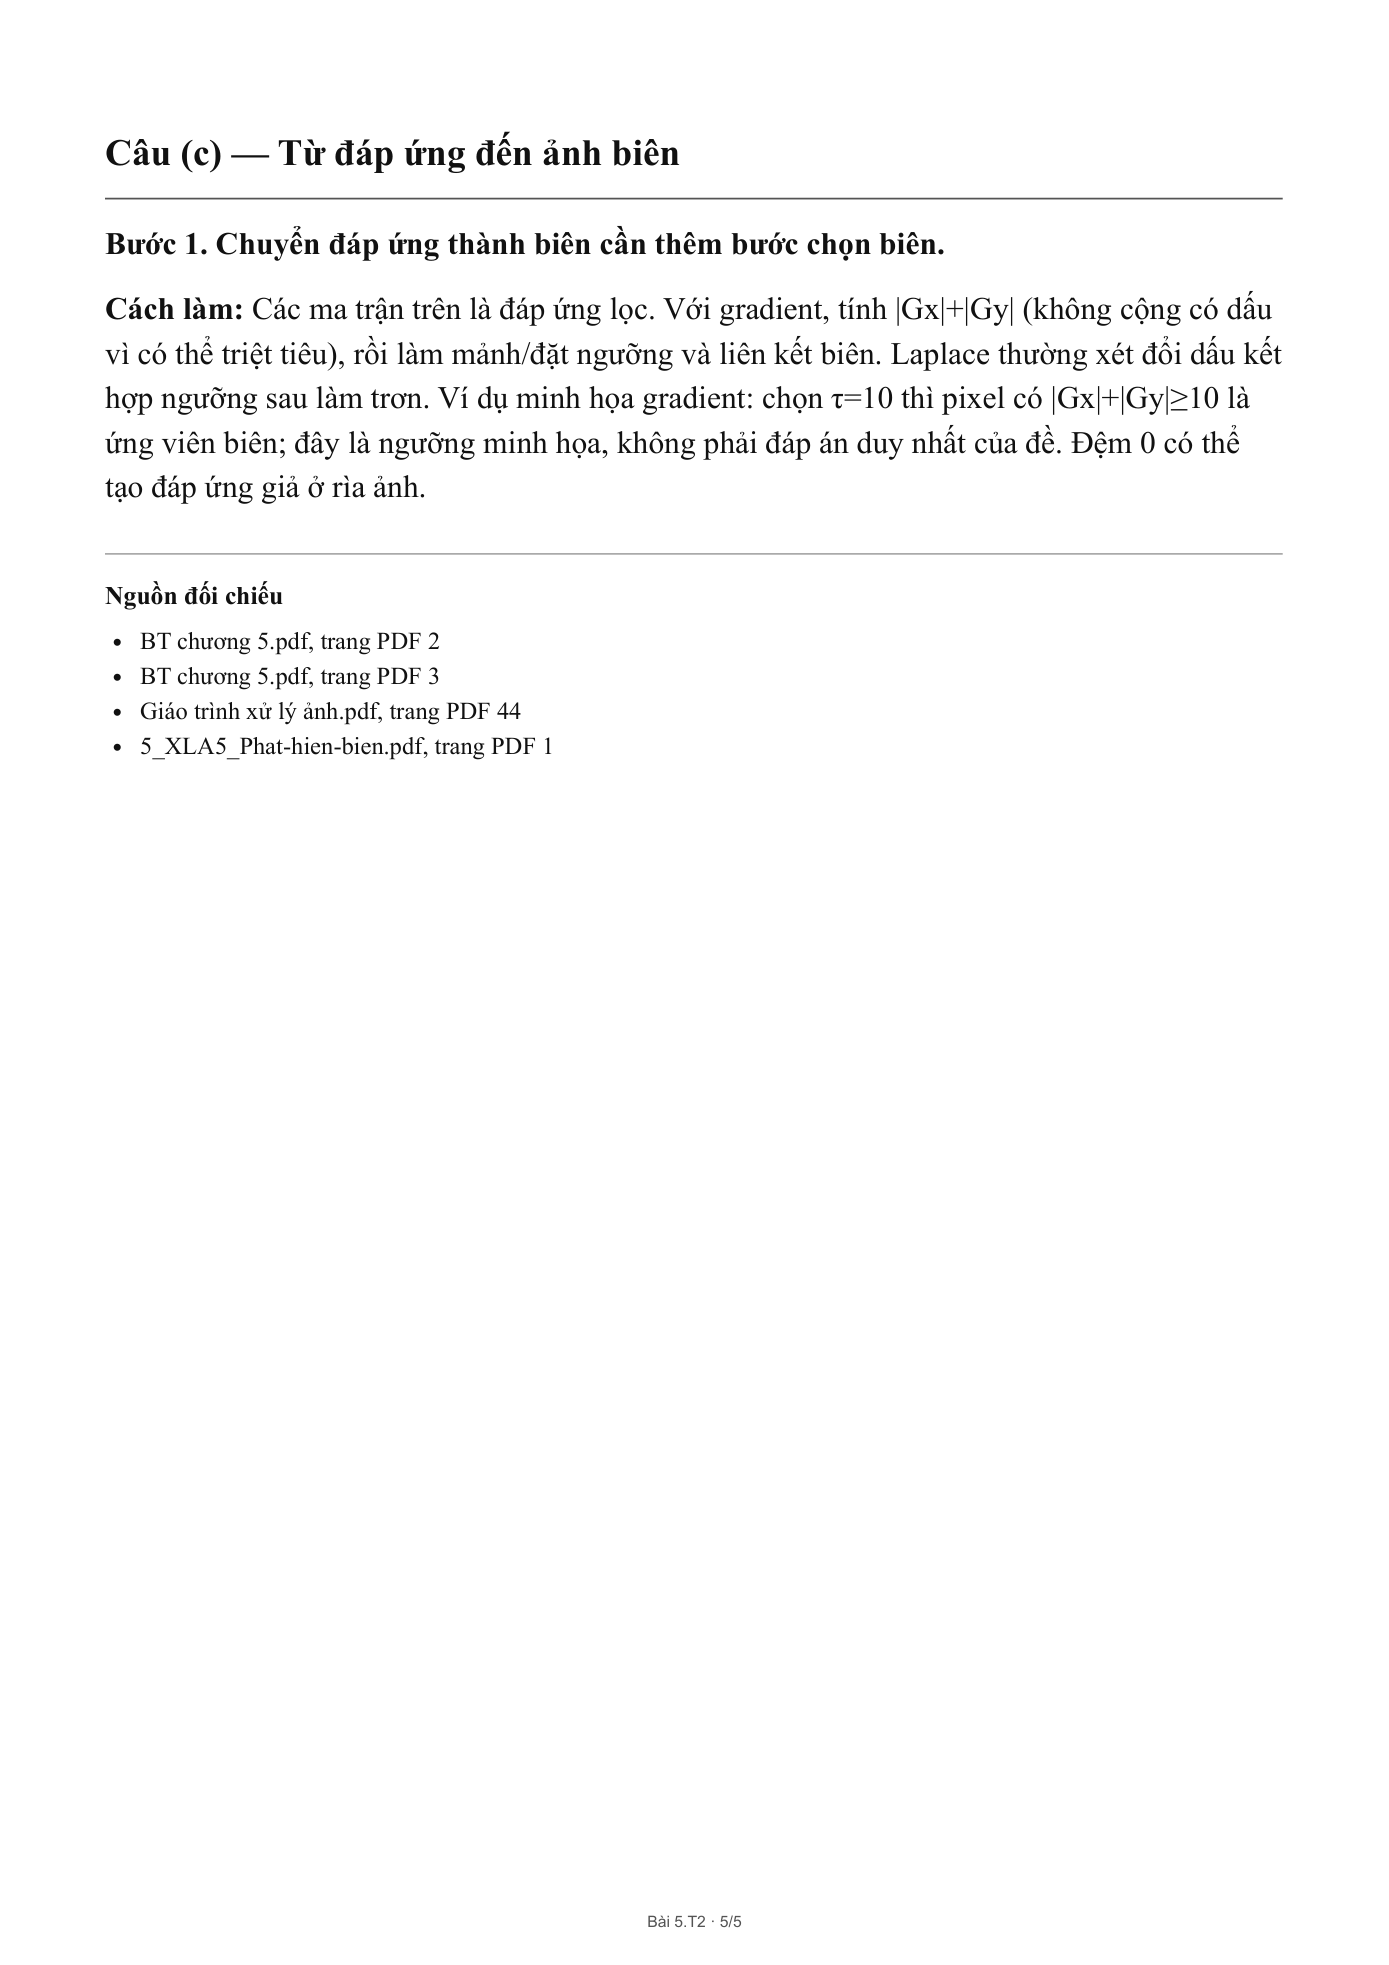 Câu (c) — Từ đáp ứng đến ảnh biên
Bước 1. Chuyển đáp ứng thành biên cần thêm bước chọn biên.
Cách làm: Các ma trận trên là đáp ứng lọc. Với gradient, tính |Gx|+|Gy| (không cộng có dấu
vì có thể triệt tiêu), rồi làm mảnh/đặt ngưỡng và liên kết biên. Laplace thường xét đổi dấu kết
hợp ngưỡng sau làm trơn. Ví dụ minh họa gradient: chọn τ=10 thì pixel có |Gx|+|Gy|≥10 là
ứng viên biên; đây là ngưỡng minh họa, không phải đáp án duy nhất của đề. Đệm 0 có thể
tạo đáp ứng giả ở rìa ảnh.
Nguồn đối chiếu
• BT chương 5.pdf, trang PDF 2
• BT chương 5.pdf, trang PDF 3
• Giáo trình xử lý ảnh.pdf, trang PDF 44
• 5_XLA5_Phat-hien-bien.pdf, trang PDF 1
Bài 5.T2 · 5/5